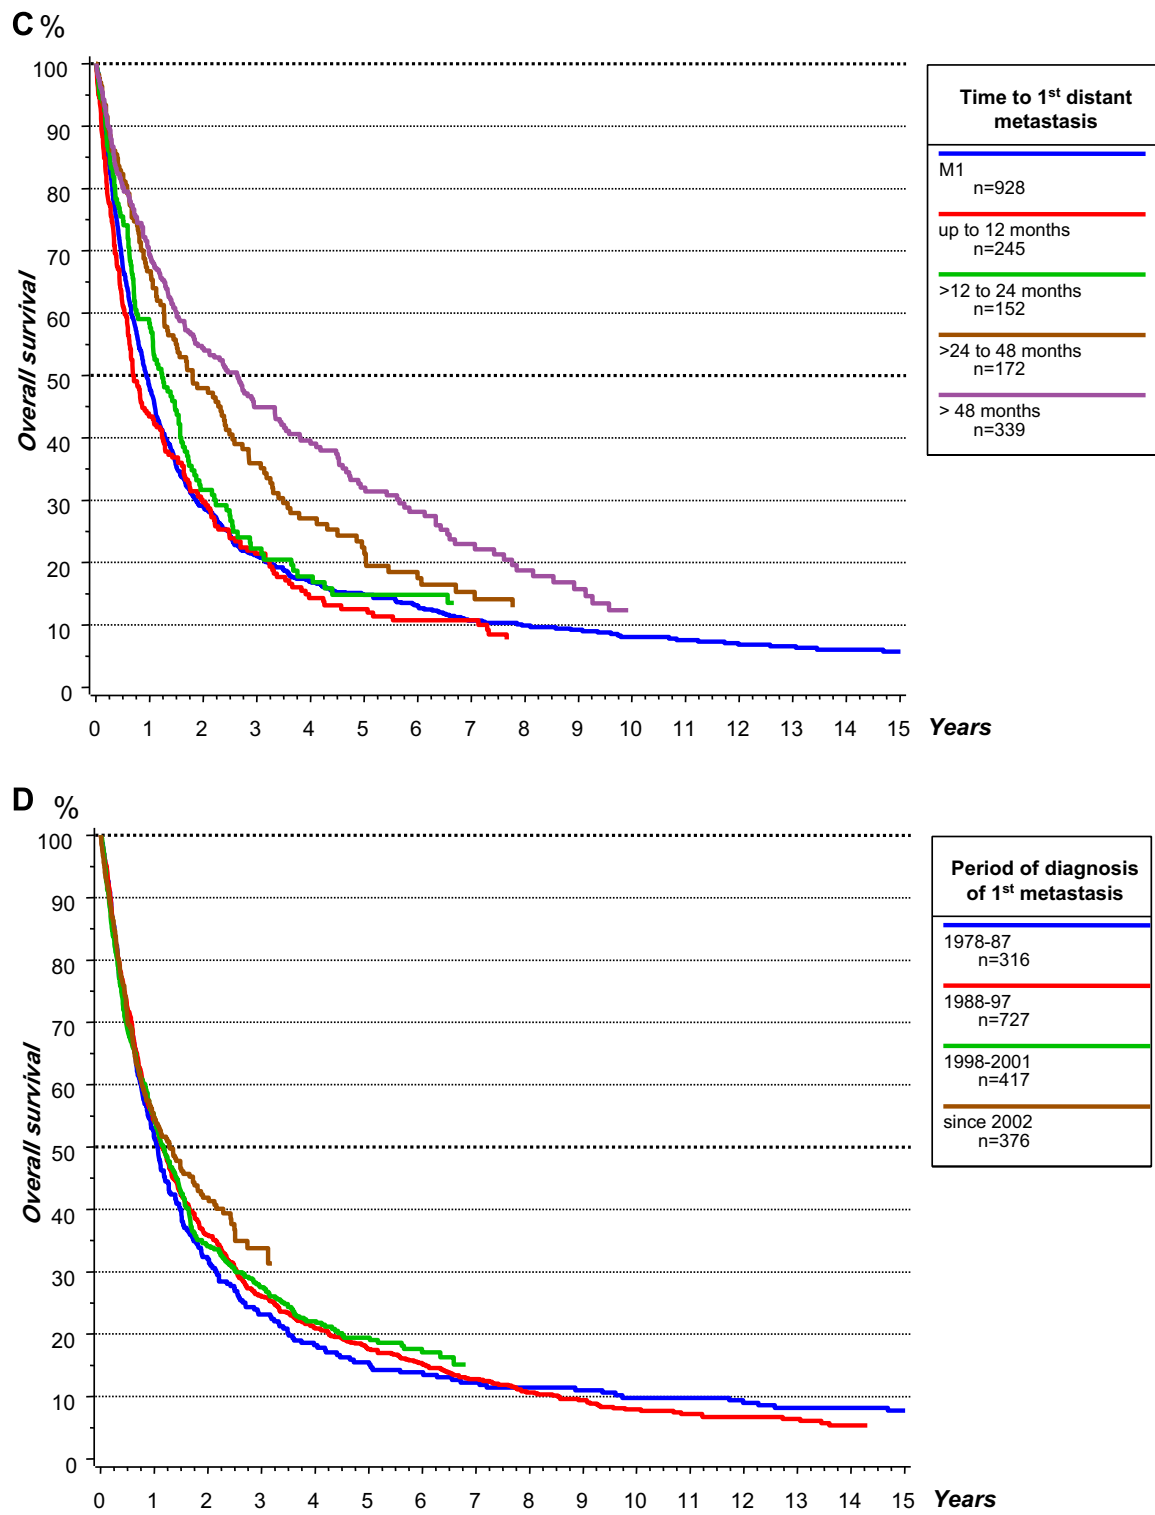 C %
100
90
80
70
60
50
40
30
20
10
0
Overall survival
0 1 2 3 4 5 6 7 8 9 10 11 12 13 14 15 Years
Time to 1st distant
metastasis
M1
n=928
up to 12 months
n=245
>12 to 24 months
n=152
>24 to 48 months
n=172
> 48 months
n=339
D %
100
90
80
70
60
50
40
30
20
10
0
Overall survival
0 1 2 3 4 5 6 7 8 9 10 11 12 13 14 15 Years
Period of diagnosis
of 1st metastasis
1978-87
n=316
1988-97
n=727
1998-2001
n=417
since 2002
n=376